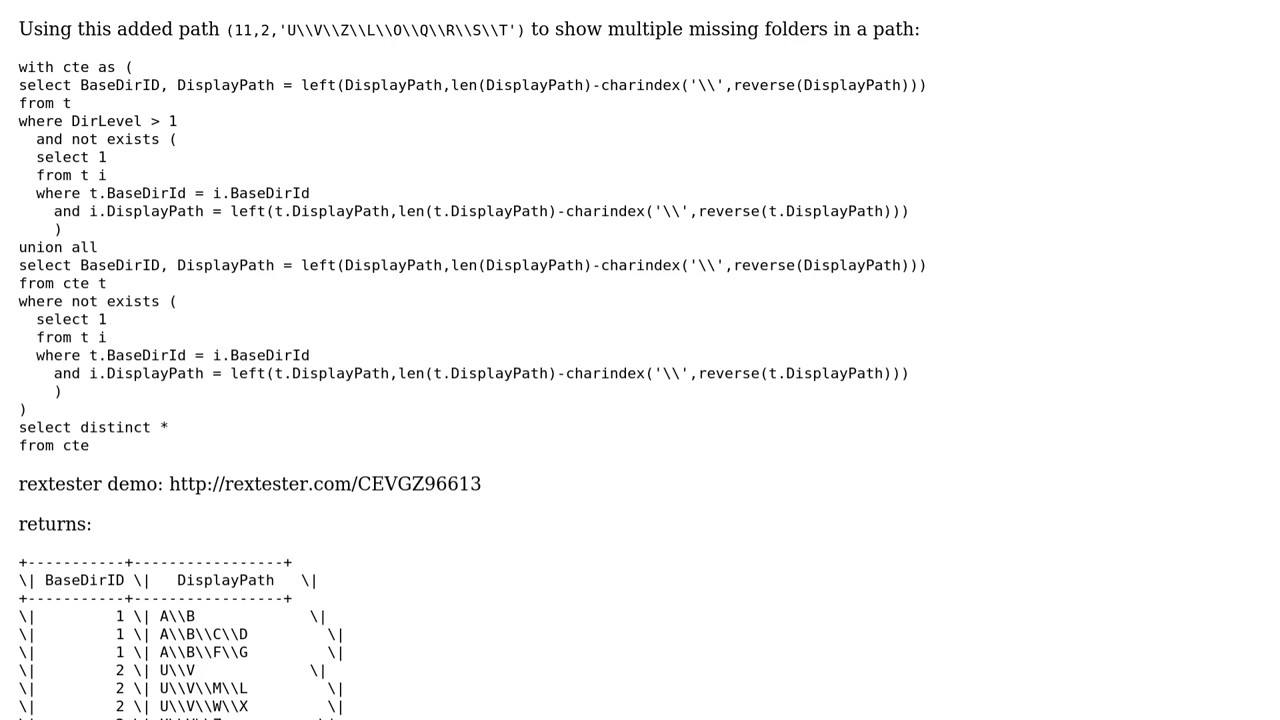 Using this added path (11,2,'U\\V\\Z\\L\\O\\Q\\R\\S\\T') to show multiple missing folders in a path:
with cte as (
select BaseDirID, DisplayPath = left(DisplayPath,len(DisplayPath)-charindex('\\',reverse(DisplayPath)))
from t
where DirLevel > 1
  and not exists (
  select 1
  from t i
  where t.BaseDirId = i.BaseDirId
    and i.DisplayPath = left(t.DisplayPath,len(t.DisplayPath)-charindex('\\',reverse(t.DisplayPath)))
    )
union all
select BaseDirID, DisplayPath = left(DisplayPath,len(DisplayPath)-charindex('\\',reverse(DisplayPath)))
from cte t
where not exists (
  select 1
  from t i
  where t.BaseDirId = i.BaseDirId
    and i.DisplayPath = left(t.DisplayPath,len(t.DisplayPath)-charindex('\\',reverse(t.DisplayPath)))
    )
)
select distinct *
from cte
rextester demo: http://rextester.com/CEVGZ96613
returns:
+-----------+-----------------+
\| BaseDirID \|   DisplayPath   \|
+-----------+-----------------+
\|         1 \| A\\B             \|
\|         1 \| A\\B\\C\\D         \|
\|         1 \| A\\B\\F\\G         \|
\|         2 \| U\\V             \|
\|         2 \| U\\V\\M\\L         \|
\|         2 \| U\\V\\W\\X         \|